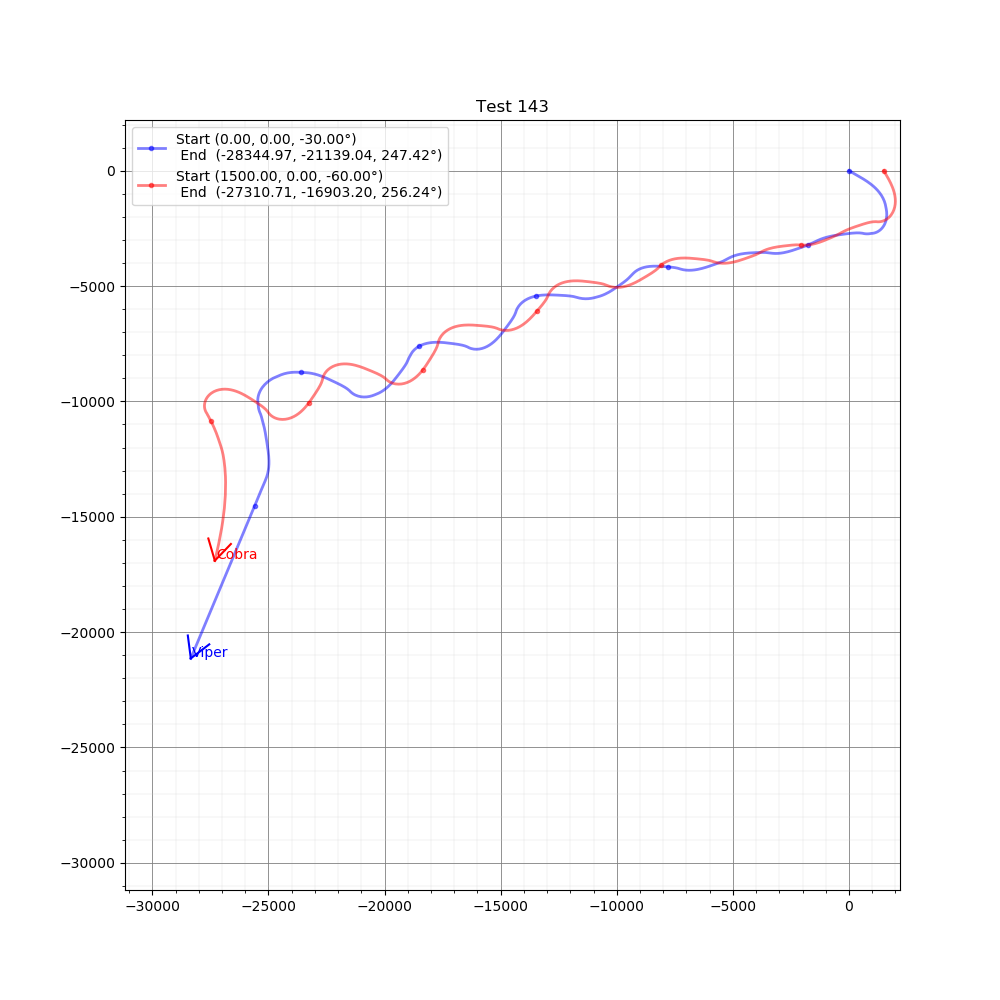 Test 143
Start (0.00, 0.00, -30.00°)
End (-28344.97, -21139.04, 247.42°)
Start (1500.00, 0.00, -60.00°)
End (-27310.71, -16903.20, 256.24°)
0
−5000
−10000
−15000
−20000
−25000
−30000
Cobra
Viper
−30000 −25000 −20000 −15000 −10000 −5000 0